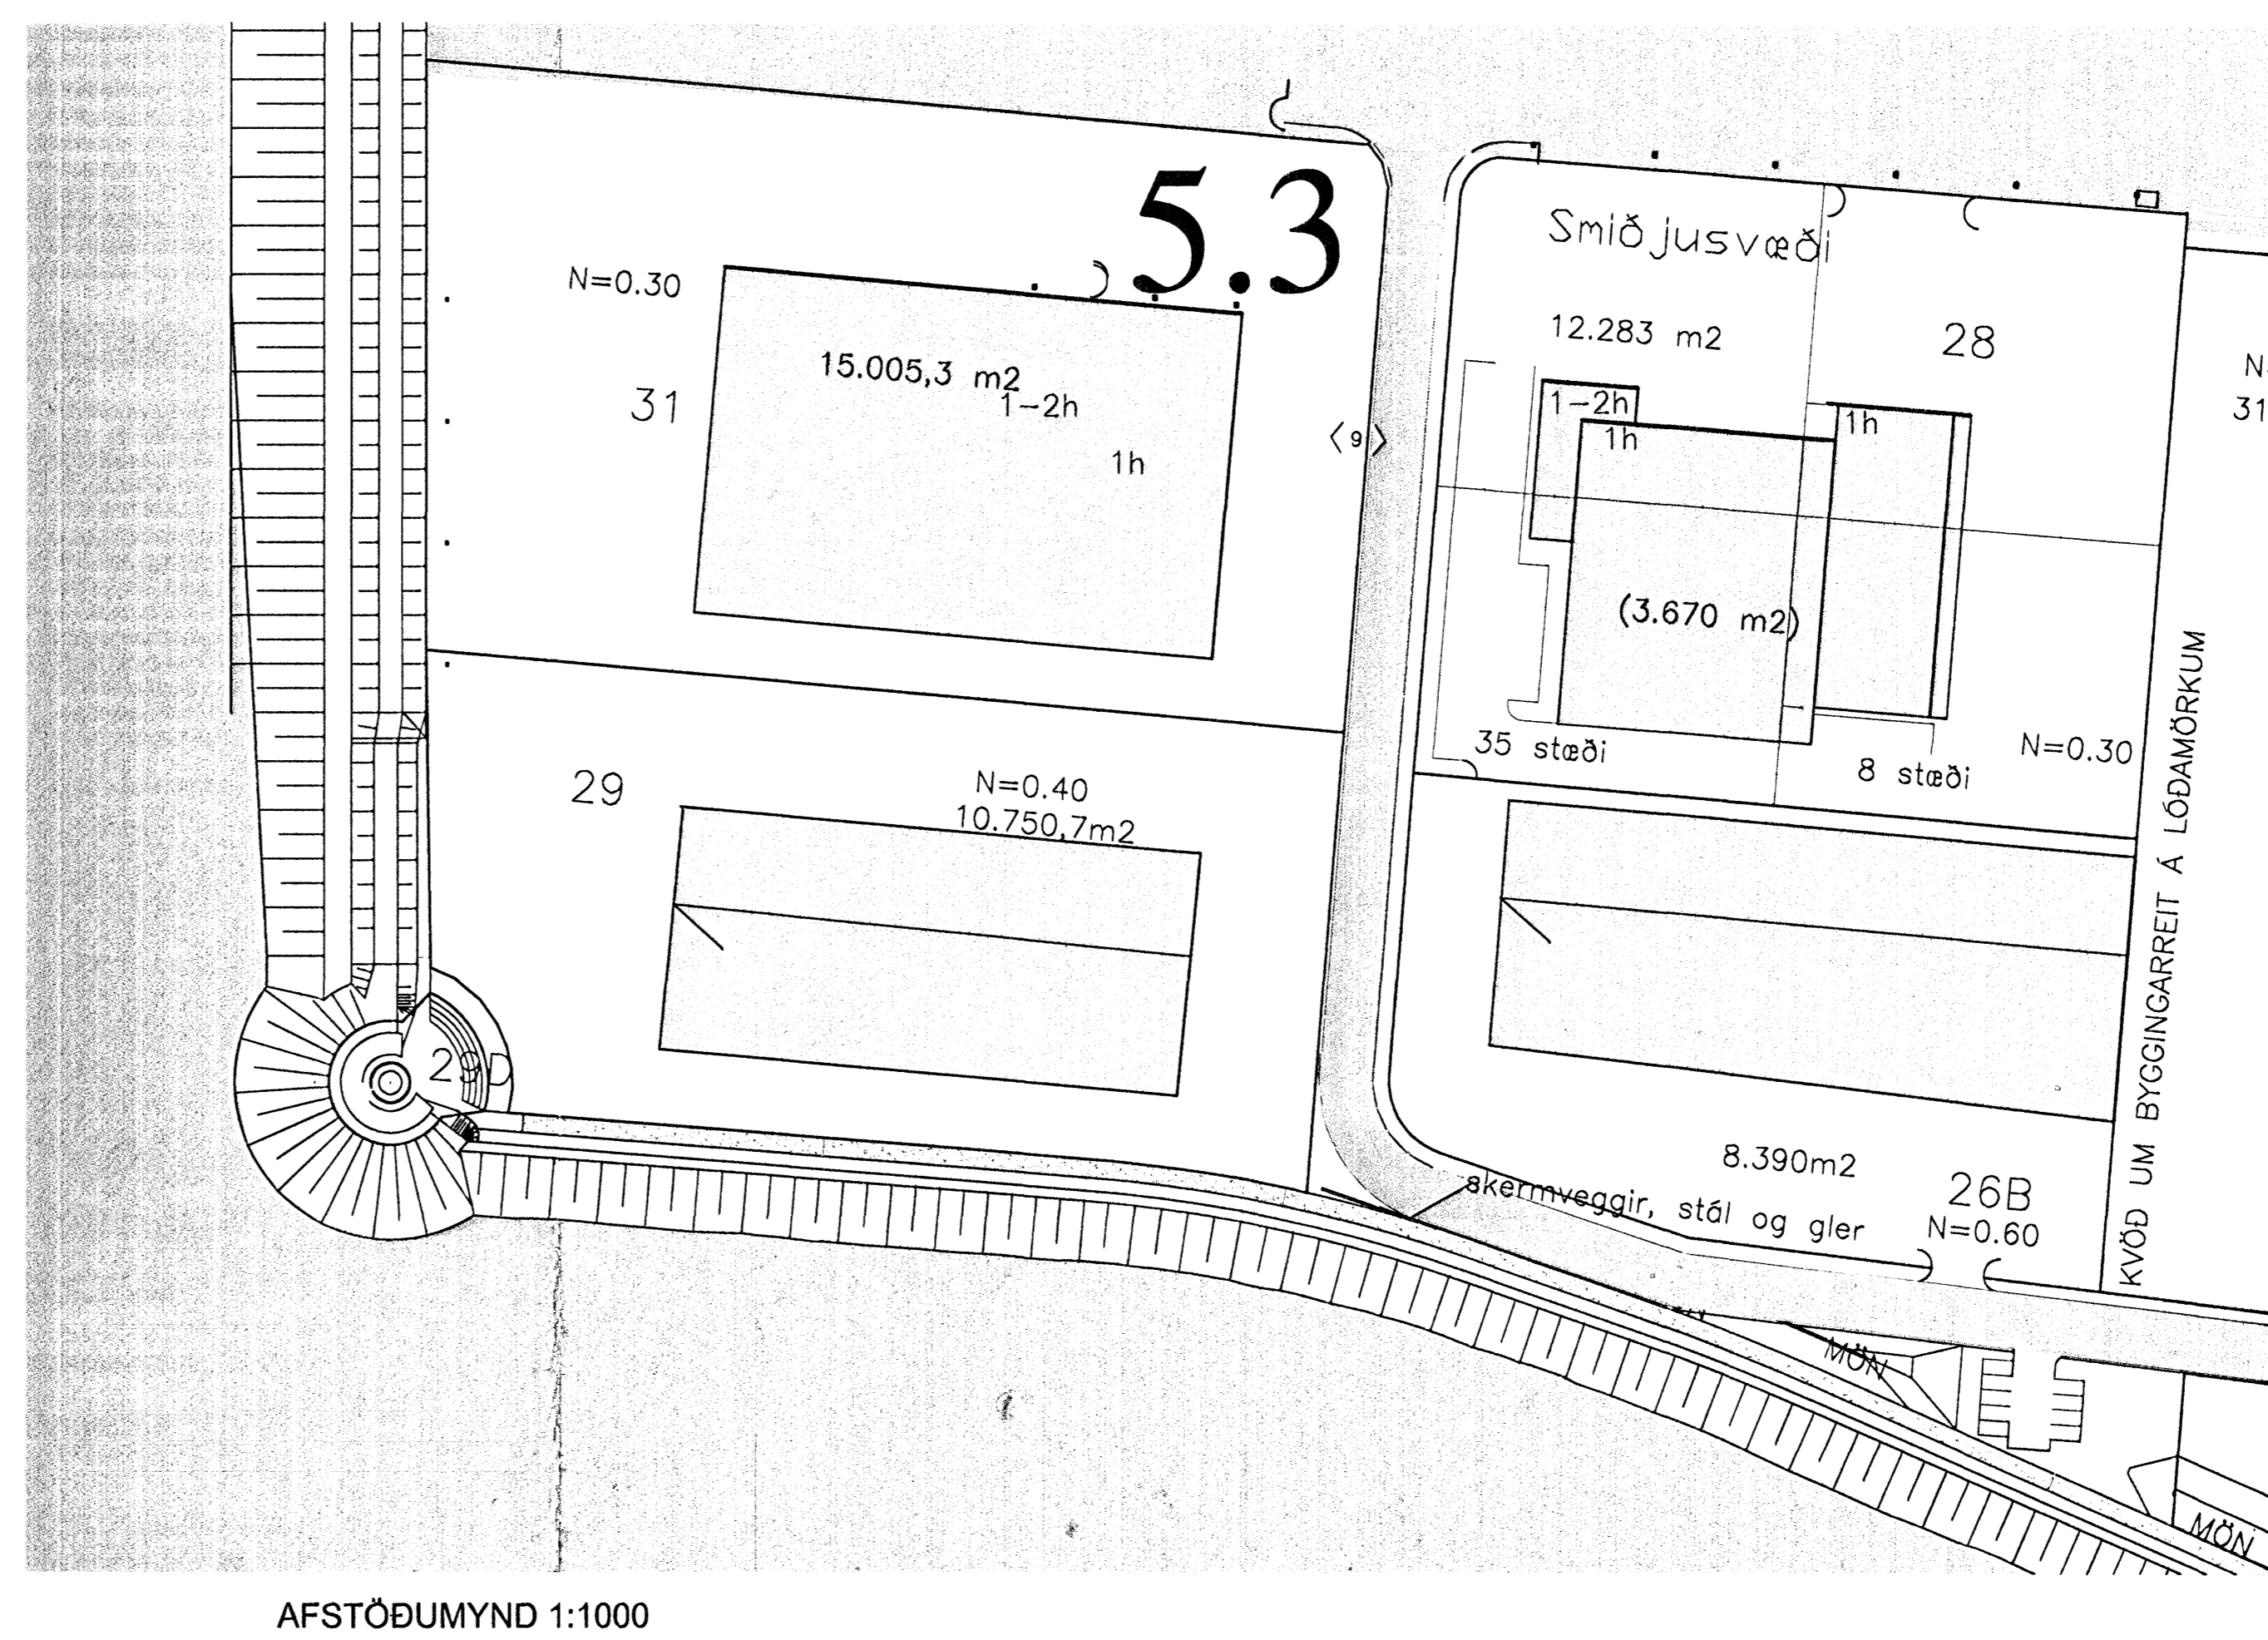 5.3
N=0.30
15.005,3 m2
31
1-2h
1h
9
Smiðjusvæði
12.283 m2
28
1-2h
1h
1h
(3.670 m2)
35 stæði
8 stæði
N=0.30
N
31
29
N=0.40
10.750,7m2
KVÖÐ UM BYGGINGARREIT Á LÓÐAMÖRKUM
8.390m2
26B
N=0.60
skermveggir, stál og gler
MÖN
MÖN
AFSTÖÐUMYND 1:1000